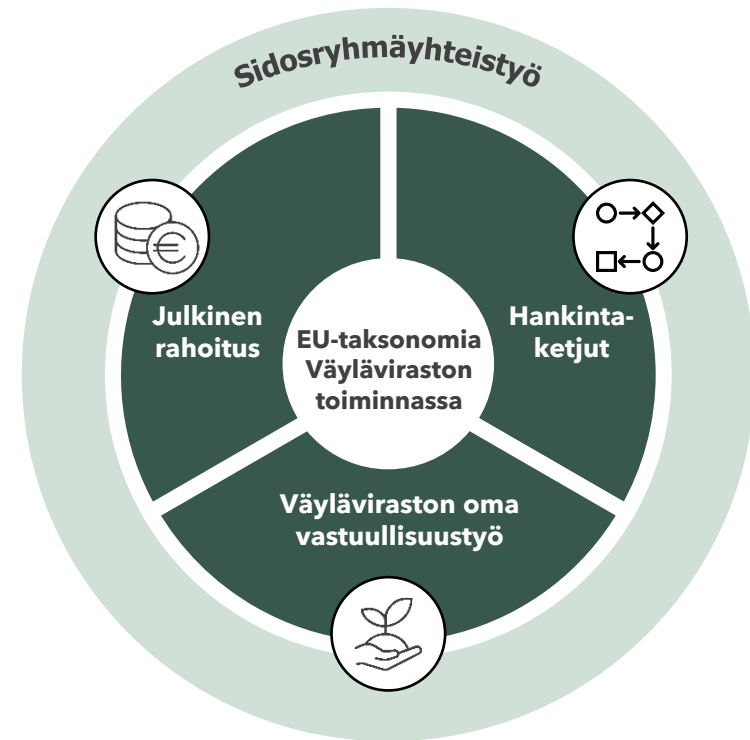 Sidosryhmäyhteistyö
Julkinen
rahoitus
EU-taksonomia
Väyläviraston
toiminnassa
Hankinta-
ketjut
Väyläviraston oma
vastuullisuustyö